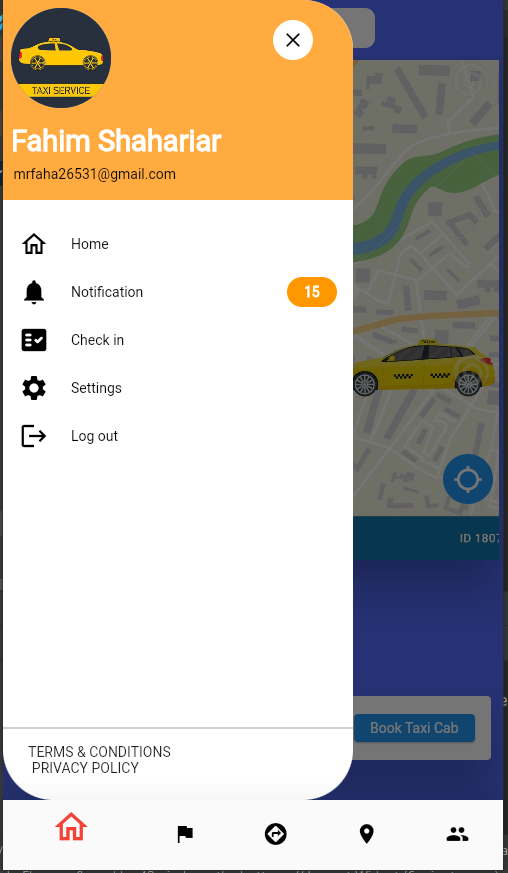 TAXI SERVICE
Fahim Shahariar
mrfaha26531@gmail.com
Home
Notification 15
Check in
Settings
Log out
ID 1807
Book Taxi Cab
TERMS & CONDITIONS
PRIVACY POLICY